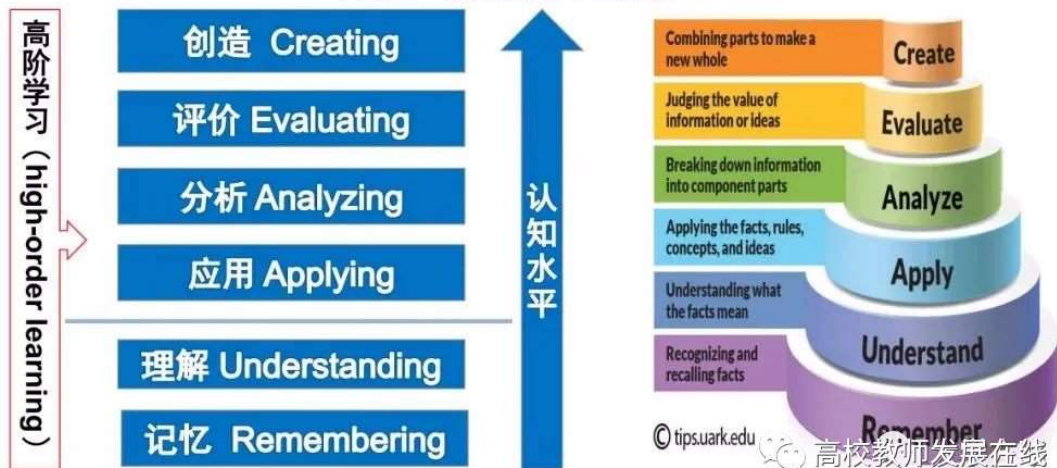 高阶学习（high-order learning）
创造 Creating
评价 Evaluating
分析 Analyzing
应用 Applying
理解 Understanding
记忆 Remembering
认知水平
Combining parts to make a
new whole
Create
Judging the value of
information or ideas
Evaluate
Breaking down information
into component parts
Analyze
Applying the facts, rules,
concepts, and ideas
Apply
Understanding what
the facts mean
Understand
Recognizing and
recalling facts
Remember
© tips.uark.edu
高校教师发展在线